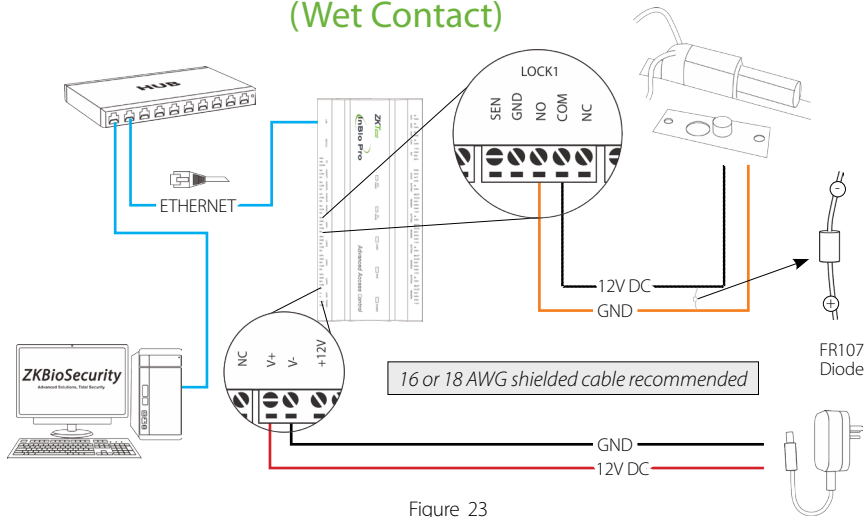 (Wet Contact)
HUB
LOCK1
SEN
GND
NO
COM
NC
ZKTeco
inBio Pro
ETHERNET
Advanced Access Control
12V DC
GND
FR107
Diode
NC
V+
V-
+12V
ZKBioSecurity
Advanced Solutions, Total Security
16 or 18 AWG shielded cable recommended
GND
12V DC
Figure 23